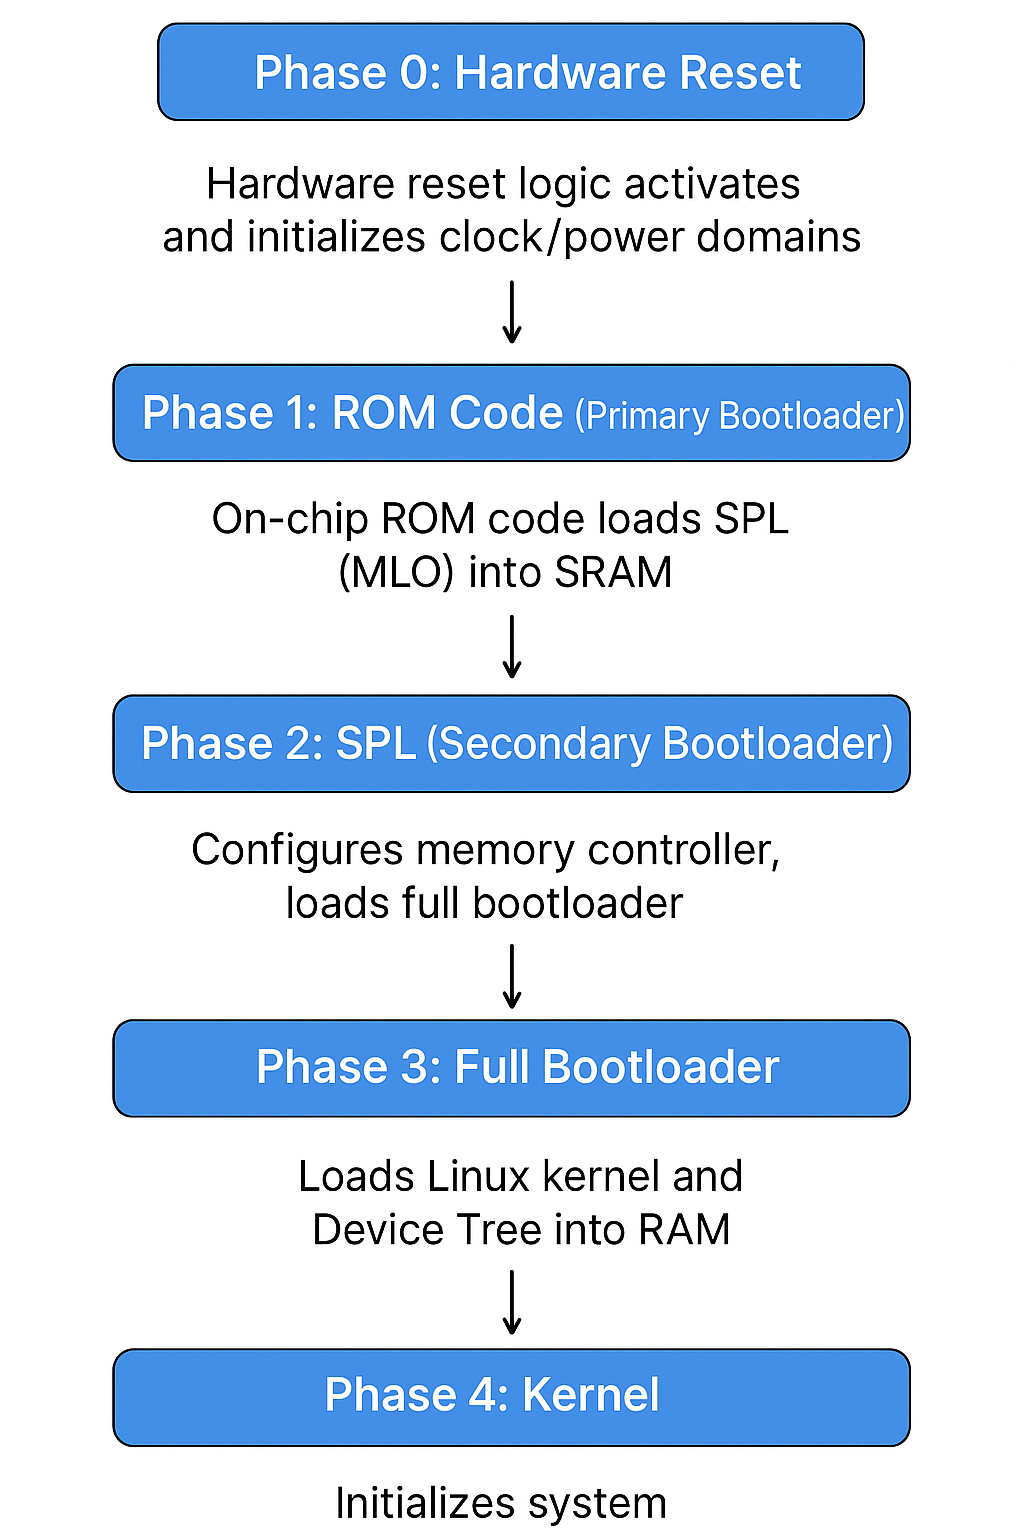 Phase 0: Hardware Reset
Hardware reset logic activates
and initializes clock/power domains
Phase 1: ROM Code (Primary Bootloader)
On-chip ROM code loads SPL
(MLO) into SRAM
Phase 2: SPL (Secondary Bootloader)
Configures memory controller,
loads full bootloader
Phase 3: Full Bootloader
Loads Linux kernel and
Device Tree into RAM
Phase 4: Kernel
Initializes system